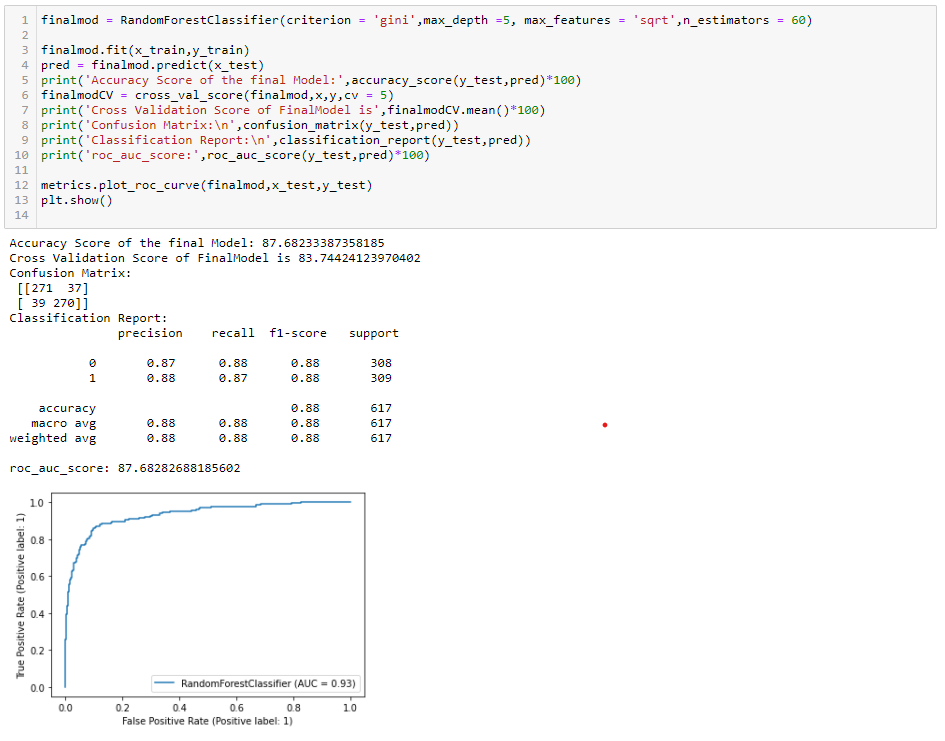 1 finalmod = RandomForestClassifier(criterion = 'gini',max_depth =5, max_features = 'sqrt',n_estimators = 60)
2
3 finalmod.fit(x_train,y_train)
4 pred = finalmod.predict(x_test)
5 print('Accuracy Score of the final Model:',accuracy_score(y_test,pred)*100)
6 finalmodCV = cross_val_score(finalmod,x,y,cv = 5)
7 print('Cross Validation Score of FinalModel is',finalmodCV.mean()*100)
8 print('Confusion Matrix:\n',confusion_matrix(y_test,pred))
9 print('Classification Report:\n',classification_report(y_test,pred))
10 print('roc_auc_score:',roc_auc_score(y_test,pred)*100)
11
12 metrics.plot_roc_curve(finalmod,x_test,y_test)
13 plt.show()
14
Accuracy Score of the final Model: 87.68233387358185
Cross Validation Score of FinalModel is 83.74424123970402
Confusion Matrix:
[[271 37]
[ 39 270]]
Classification Report:
precision recall f1-score support
0 0.87 0.88 0.88 308
1 0.88 0.87 0.88 309
accuracy 0.88 617
macro avg 0.88 0.88 0.88 617
weighted avg 0.88 0.88 0.88 617
roc_auc_score: 87.68282688185602
True Positive Rate (Positive label: 1)
1.0
0.8
0.6
0.4
0.2
0.0
RandomForestClassifier (AUC = 0.93)
0.0 0.2 0.4 0.6 0.8 1.0
False Positive Rate (Positive label: 1)